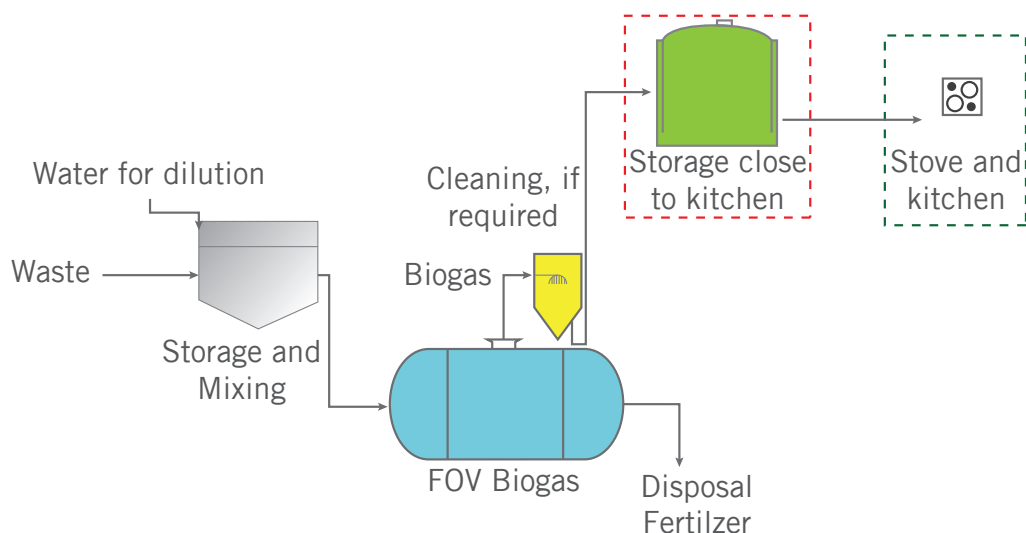 Water for dilution
Waste
Storage and
Mixing
Biogas
Cleaning, if
required
FOV Biogas
Disposal
Fertilzer
Storage close
to kitchen
Stove and
kitchen